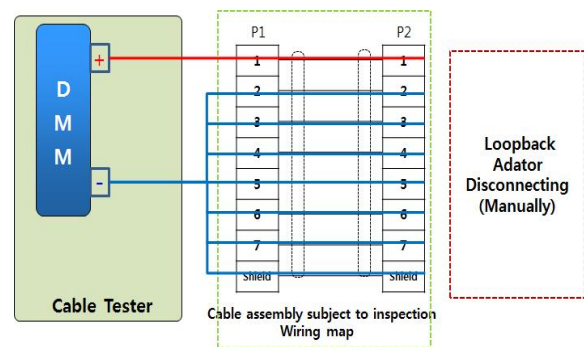 D
M
M
+
-
Cable Tester
P1
1
2
3
4
5
6
7
Shield
P2
1
2
3
4
5
6
7
Shield
Cable assembly subject to inspection
Wiring map
Loopback
Adator
Disconnecting
(Manually)